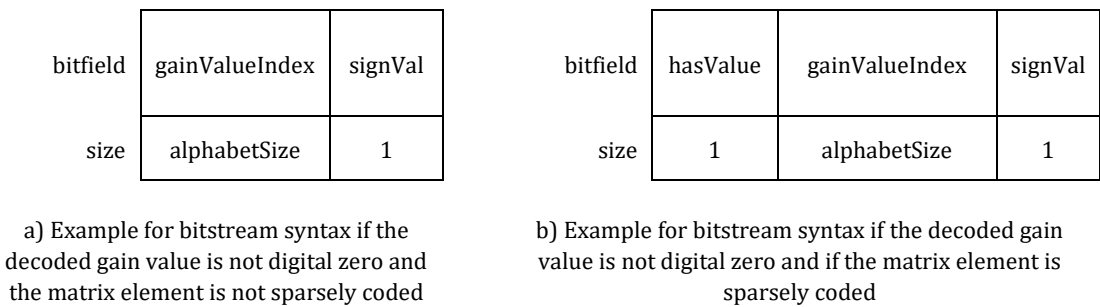 bitfield gainValueIndex signVal
size alphabetSize 1
a) Example for bitstream syntax if the
decoded gain value is not digital zero and
the matrix element is not sparsely coded
bitfield hasValue gainValueIndex signVal
size 1 alphabetSize 1
b) Example for bitstream syntax if the decoded gain
value is not digital zero and if the matrix element is
sparsely coded